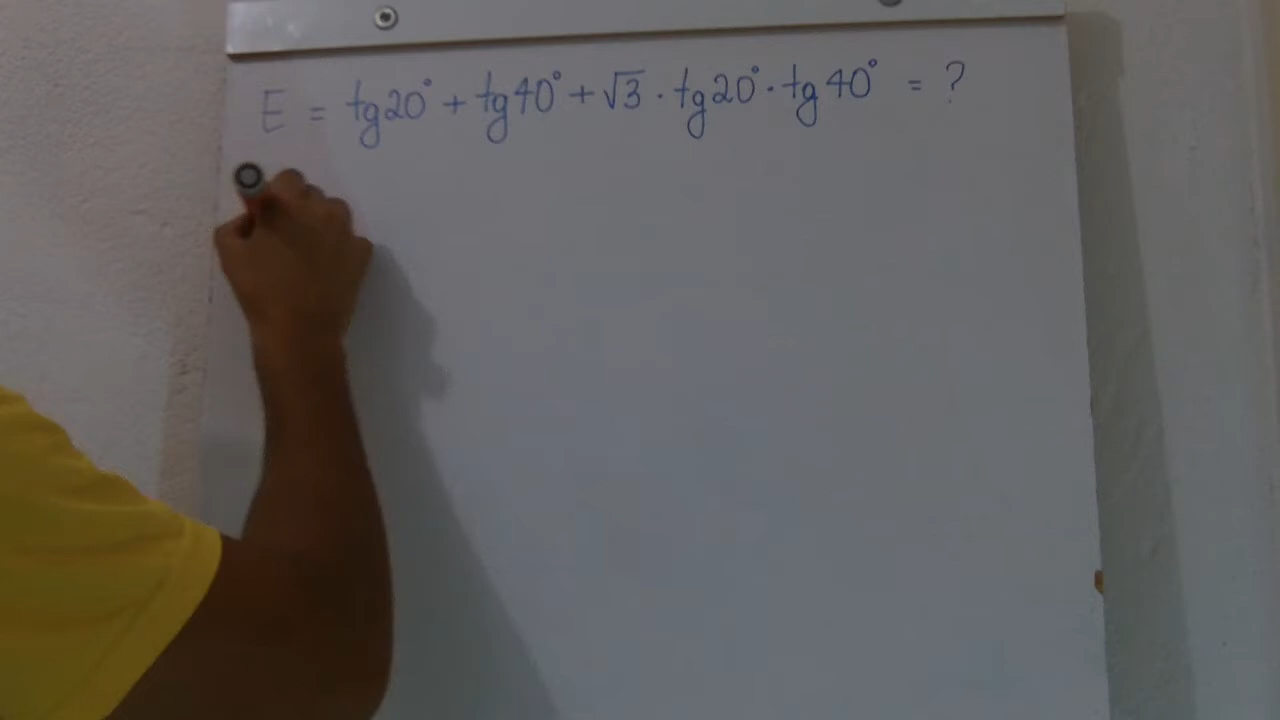 E = tg20° + tg40° + √3 · tg20° · tg40° = ?